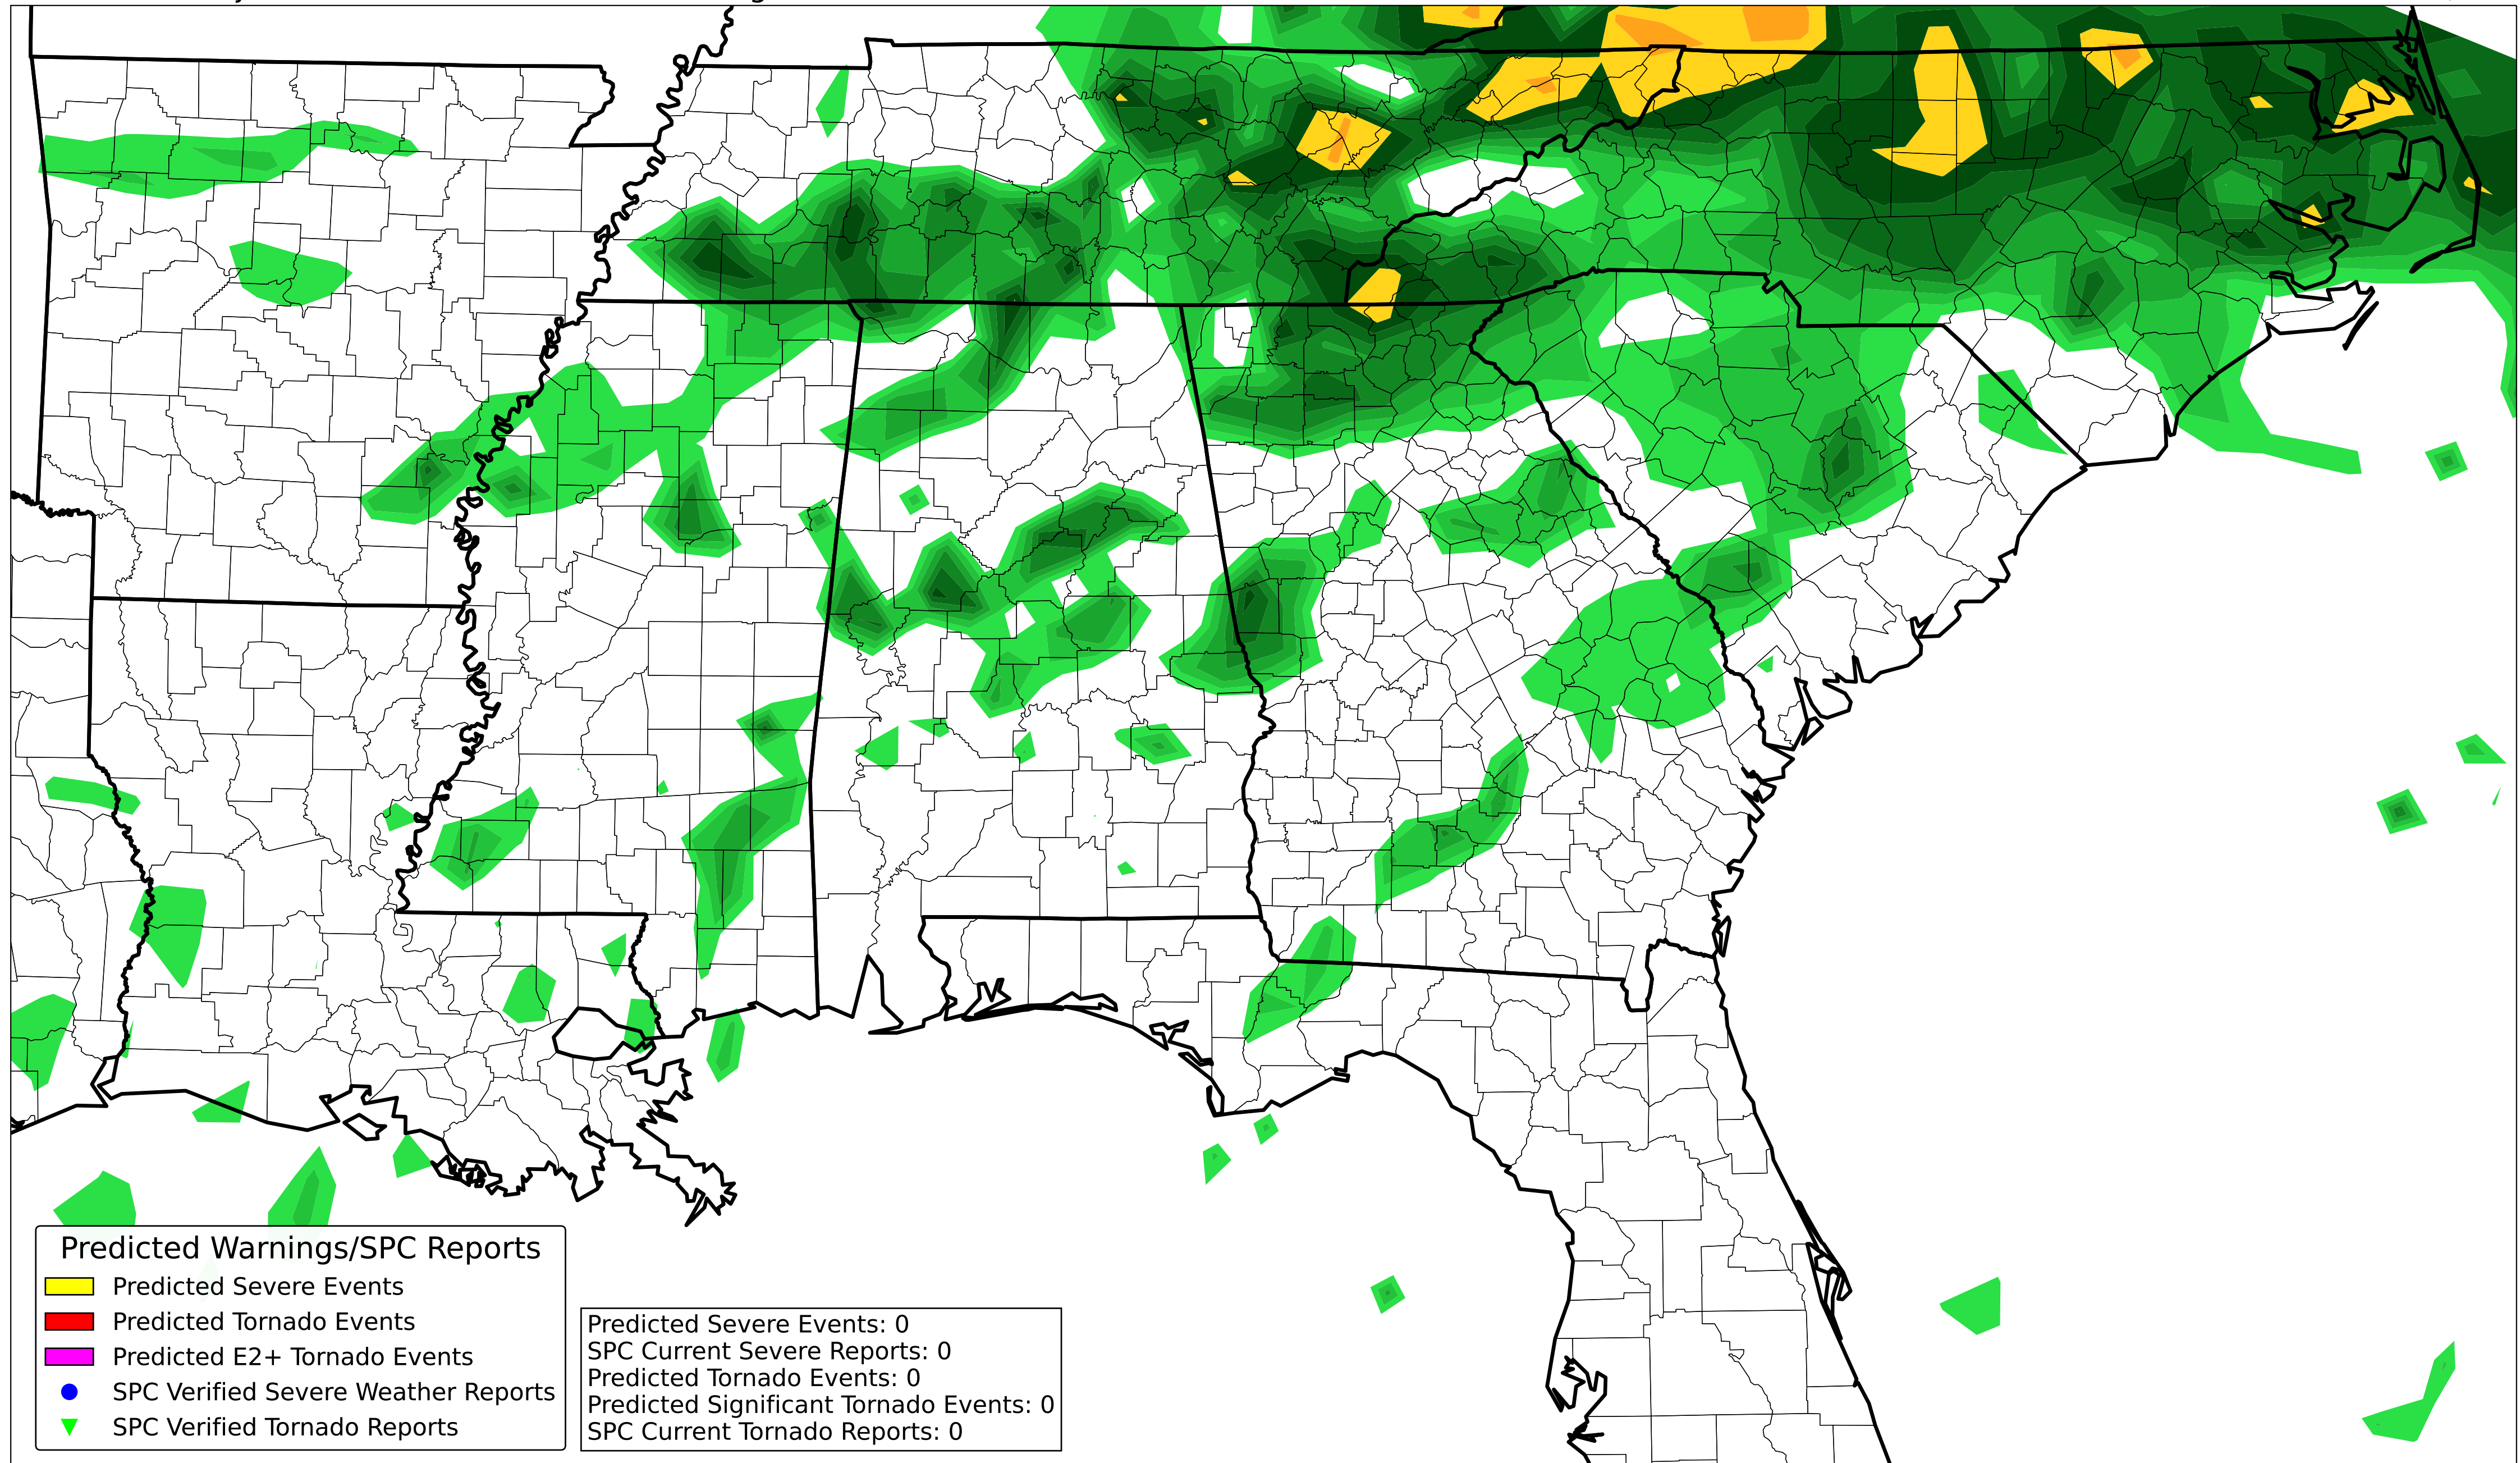 Predicted Warnings/SPC Reports
Predicted Severe Events
Predicted Tornado Events
Predicted E2+ Tornado Events
SPC Verified Severe Weather Reports
SPC Verified Tornado Reports
Predicted Severe Events: 0
SPC Current Severe Reports: 0
Predicted Tornado Events: 0
Predicted Significant Tornado Events: 0
SPC Current Tornado Reports: 0